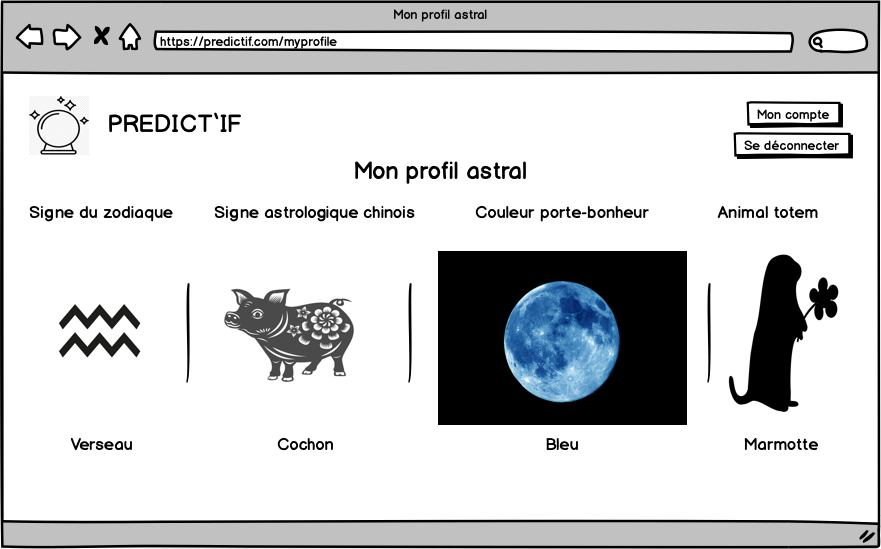 Mon profil astral
https://predictif.com/myprofile
PREDICT'IF
Mon compte
Se déconnecter
Mon profil astral
Signe du zodiaque
Signe astrologique chinois
Couleur porte-bonheur
Animal totem
Verseau
Cochon
Bleu
Marmotte